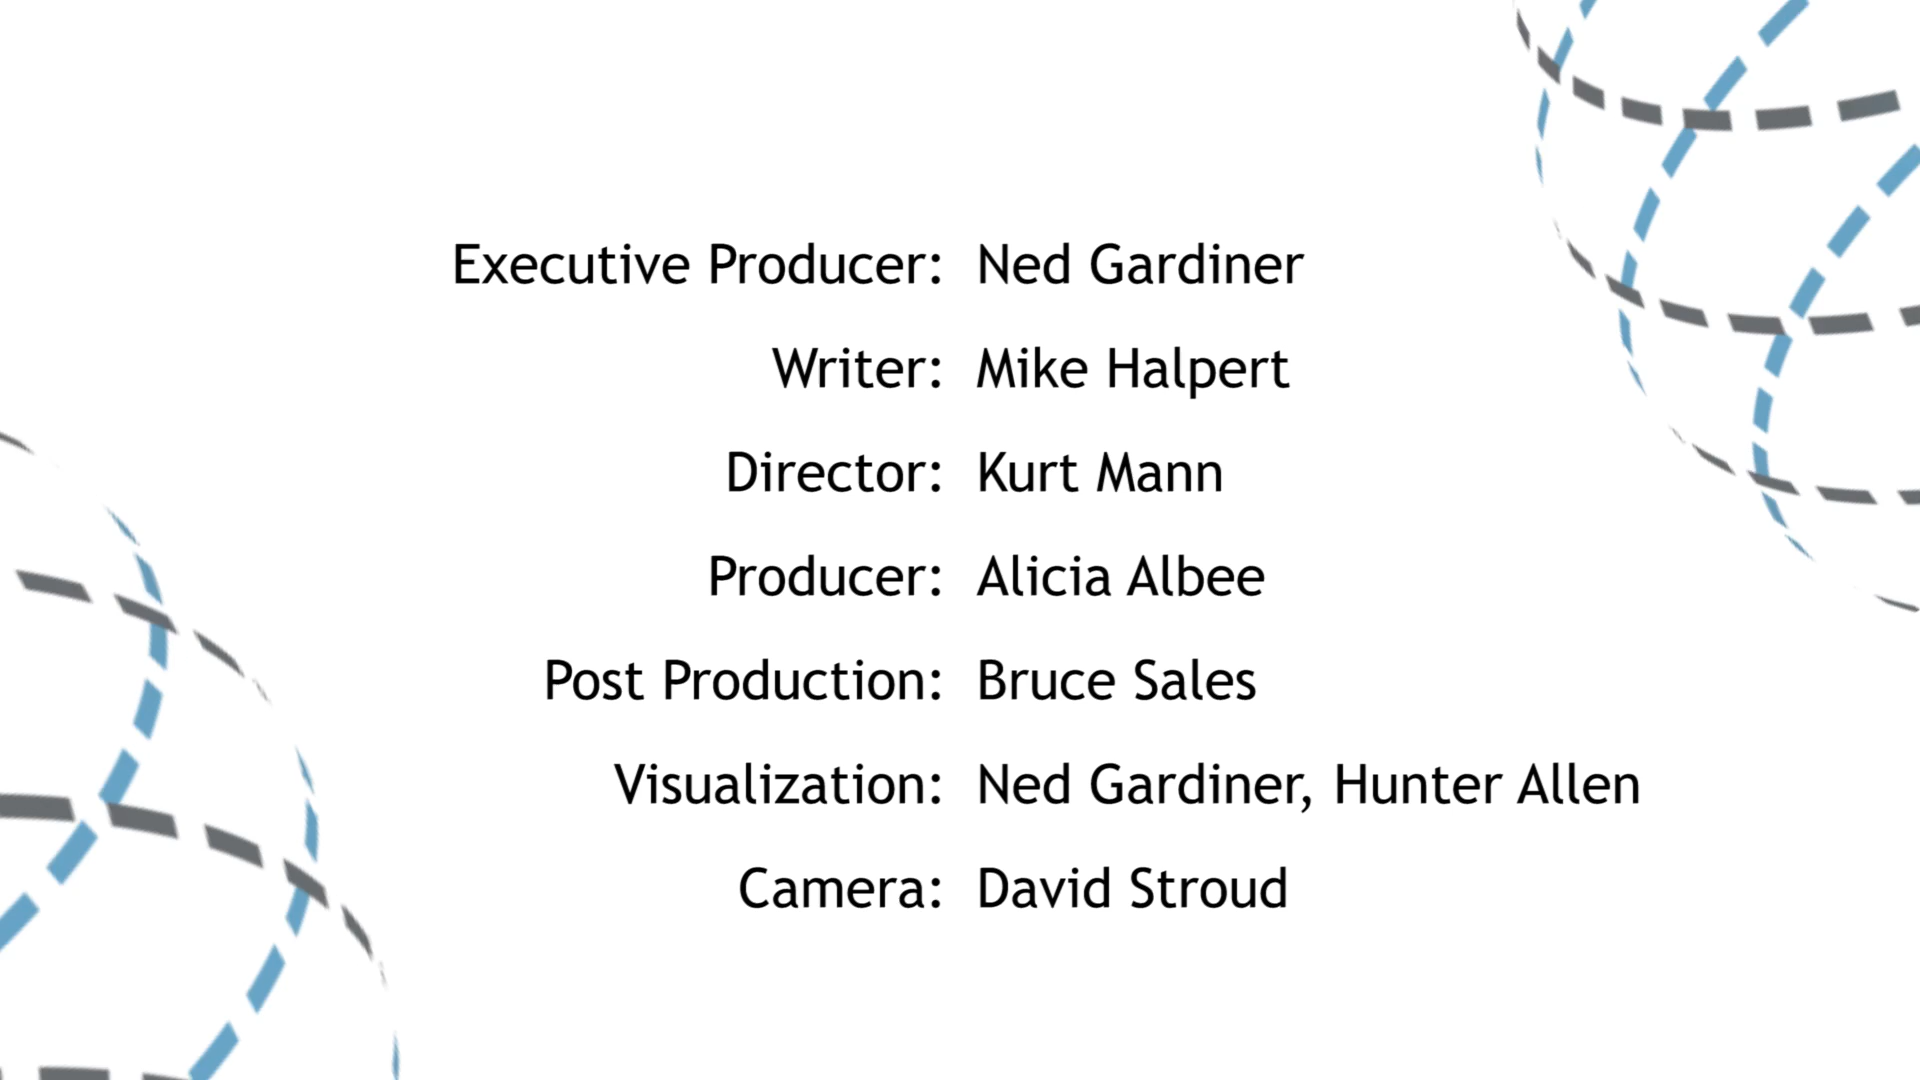 Executive Producer: Ned Gardiner
Writer: Mike Halpert
Director: Kurt Mann
Producer: Alicia Albee
Post Production: Bruce Sales
Visualization: Ned Gardiner, Hunter Allen
Camera: David Stroud